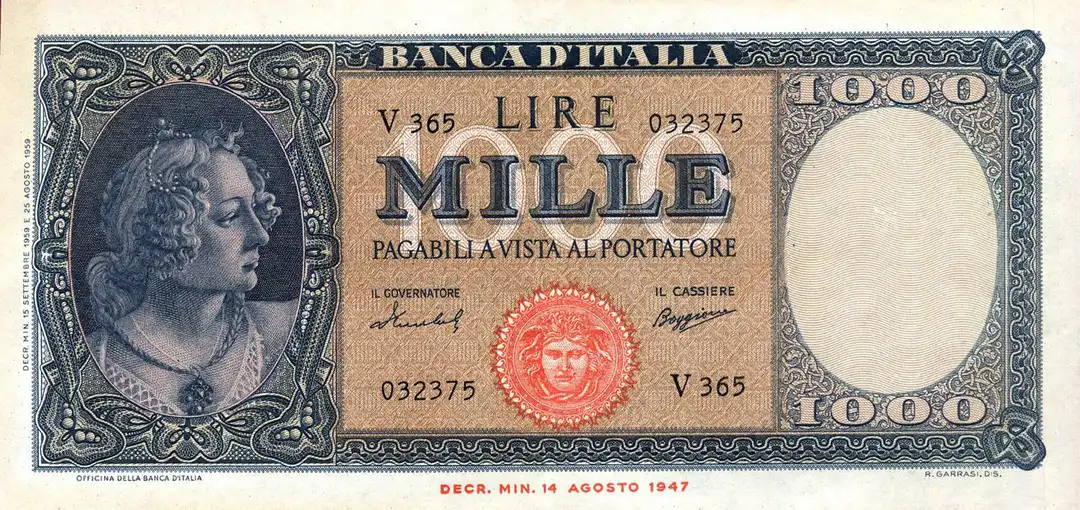 BANCA D'ITALIA
1000
V 365 LIRE 032375
1000
MILLE
PAGABILI A VISTA AL PORTATORE
IL GOVERNATORE
IL CASSIERE
032375
V 365
1000
DECR. MIN. 15 SETTEMBRE 1959 E 25 AGOSTO 1959
OFFICINA DELLA BANCA D'ITALIA
R. GARRASI, DIS.
DECR. MIN. 14 AGOSTO 1947